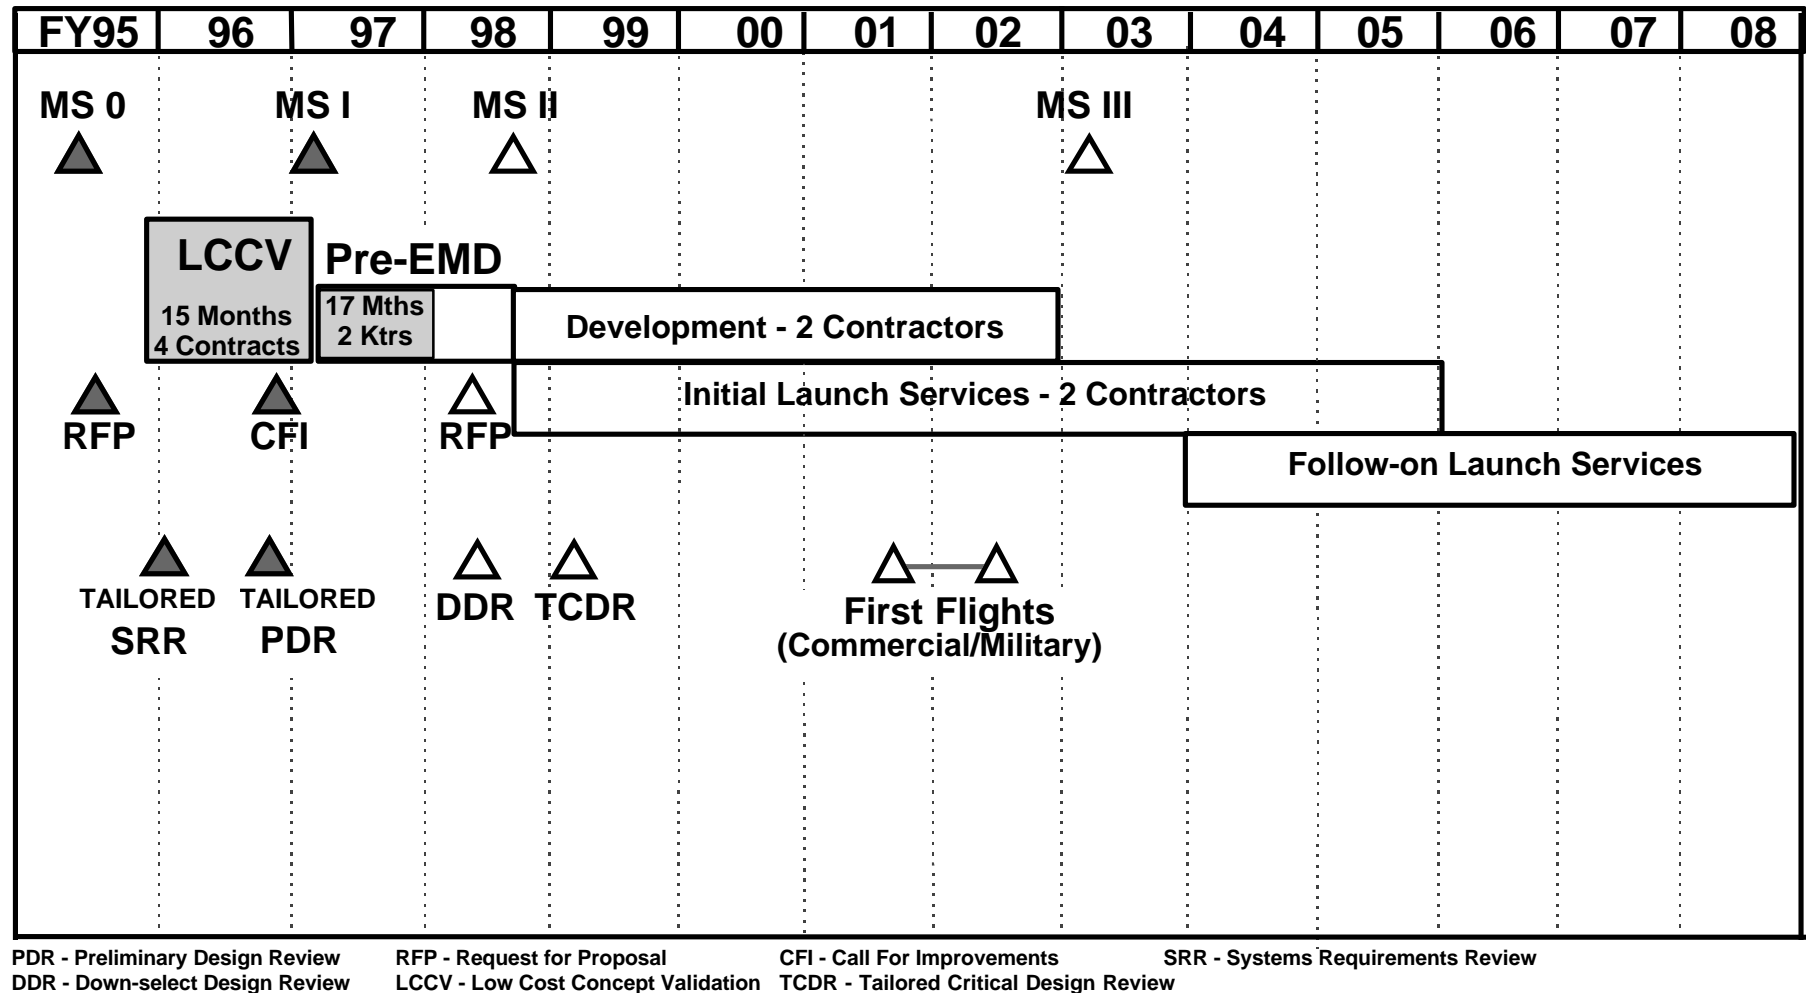 FY95 96 97 98 99 00 01 02 03 04 05 06 07 08
MS 0 MS I MS II MS III
LCCV
15 Months
4 Contracts
Pre-EMD
17 Mths
2 Ktrs
Development - 2 Contractors
Initial Launch Services - 2 Contractors
RFP CFI RFP
Follow-on Launch Services
TAILORED
SRR
TAILORED
PDR
DDR TCDR
First Flights
(Commercial/Military)
PDR - Preliminary Design Review RFP - Request for Proposal CFI - Call For Improvements SRR - Systems Requirements Review
DDR - Down-select Design Review LCCV - Low Cost Concept Validation TCDR - Tailored Critical Design Review